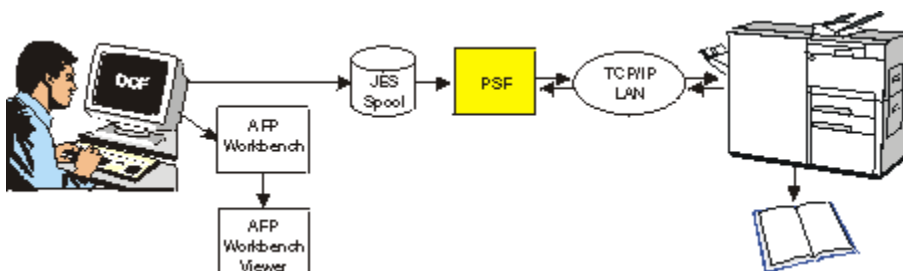 DCF
JES
Spool
PSF
TCP/IP
LAN
AFP
Workbench
AFP
Workbench
Viewer